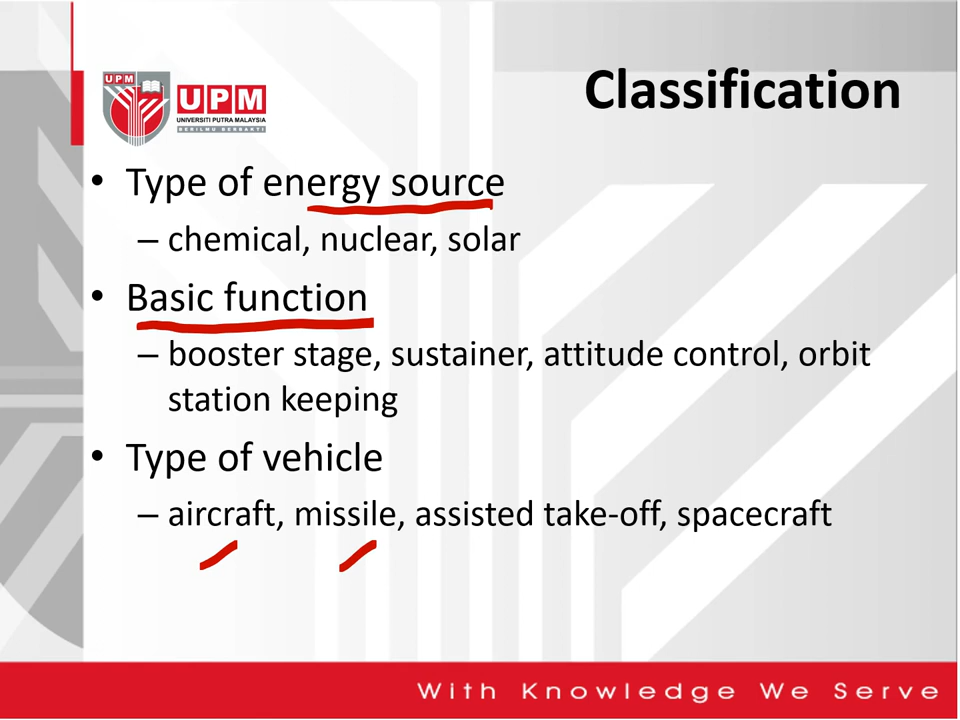 Classification
UPM
UPM
UNIVERSITI PUTRA MALAYSIA
BERILMU BERBAKTI
• Type of energy source
– chemical, nuclear, solar
• Basic function
– booster stage, sustainer, attitude control, orbit
station keeping
• Type of vehicle
– aircraft, missile, assisted take-off, spacecraft
With Knowledge We Serve